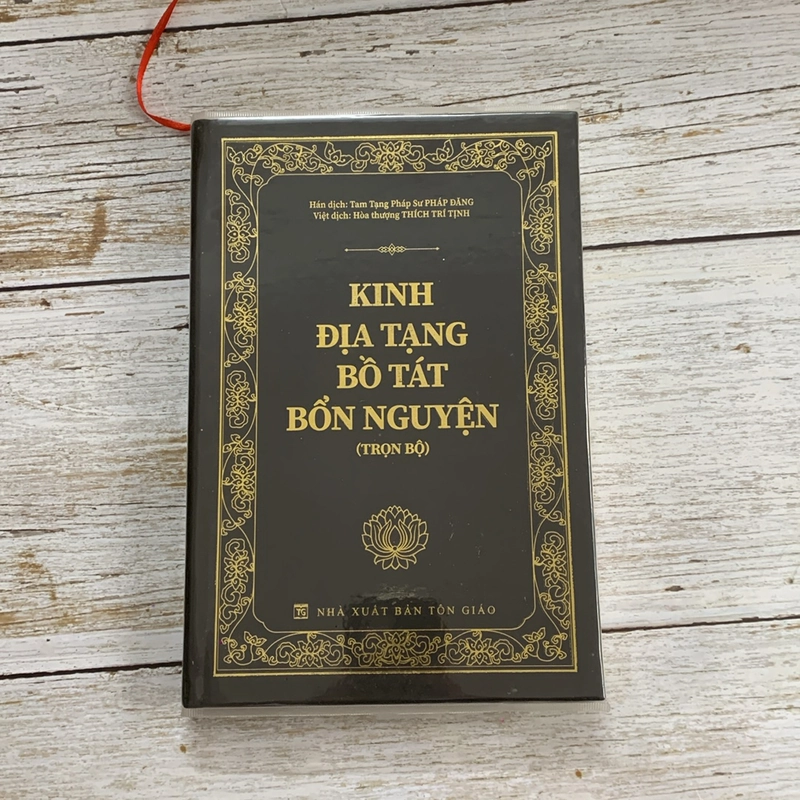 Hán dịch: Tam Tạng Pháp Sư PHÁP ĐĂNG
Việt dịch: Hòa thượng THÍCH TRÍ TỊNH
KINH
ĐỊA TẠNG
BỒ TÁT
BỔN NGUYỆN
(TRỌN BỘ)
TG NHÀ XUẤT BẢN TÔN GIÁO